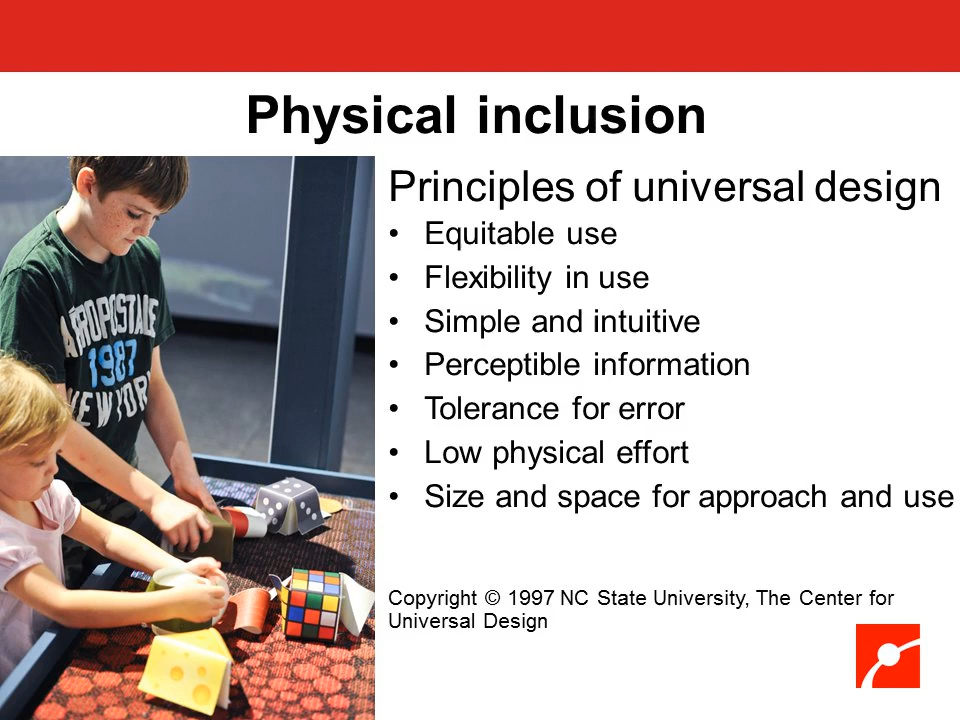 Physical inclusion
Principles of universal design
• Equitable use
• Flexibility in use
• Simple and intuitive
• Perceptible information
• Tolerance for error
• Low physical effort
• Size and space for approach and use
Copyright © 1997 NC State University, The Center for
Universal Design
AÉROPOSTALE
1987
NEW YORK